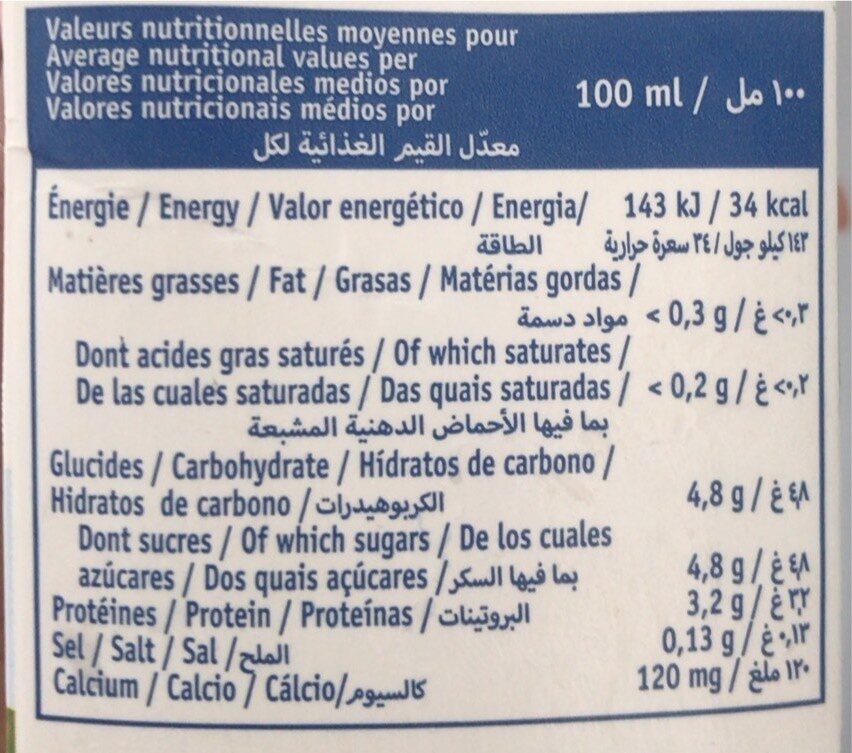 Valeurs nutritionnelles moyennes pour
Average nutritional values per
Valores nutricionales medios por
Valores nutricionais médios por
100 ml / ١٠٠ مل
معدّل القيم الغذائية لكل
Énergie / Energy / Valor energético / Energia/ 143 kJ / 34 kcal
الطاقة ١٤٣ كيلو جول / ٣٤ سعرة حرارية
Matières grasses / Fat / Grasas / Matérias gordas /
مواد دسمة < 0,3 g / غ >٠,٣
Dont acides gras saturés / Of which saturates /
De las cuales saturadas / Das quais saturadas / < 0,2 g / غ >٠,٢
بما فيها الأحماض الدهنية المشبعة
Glucides / Carbohydrate / Hídratos de carbono /
Hidratos de carbono / الكربوهيدرات 4,8 g / غ ٤,٨
Dont sucres / Of which sugars / De los cuales
azúcares / Dos quais açúcares / بما فيها السكر 4,8 g / غ ٤,٨
Protéines / Protein / Proteínas / البروتينات 3,2 g / غ ٣,٢
Sel / Salt / Sal / الملح 0,13 g / غ ٠,١٣
Calcium / Calcio / Cálcio/ كالسيوم 120 mg / ١٢٠ ملغ